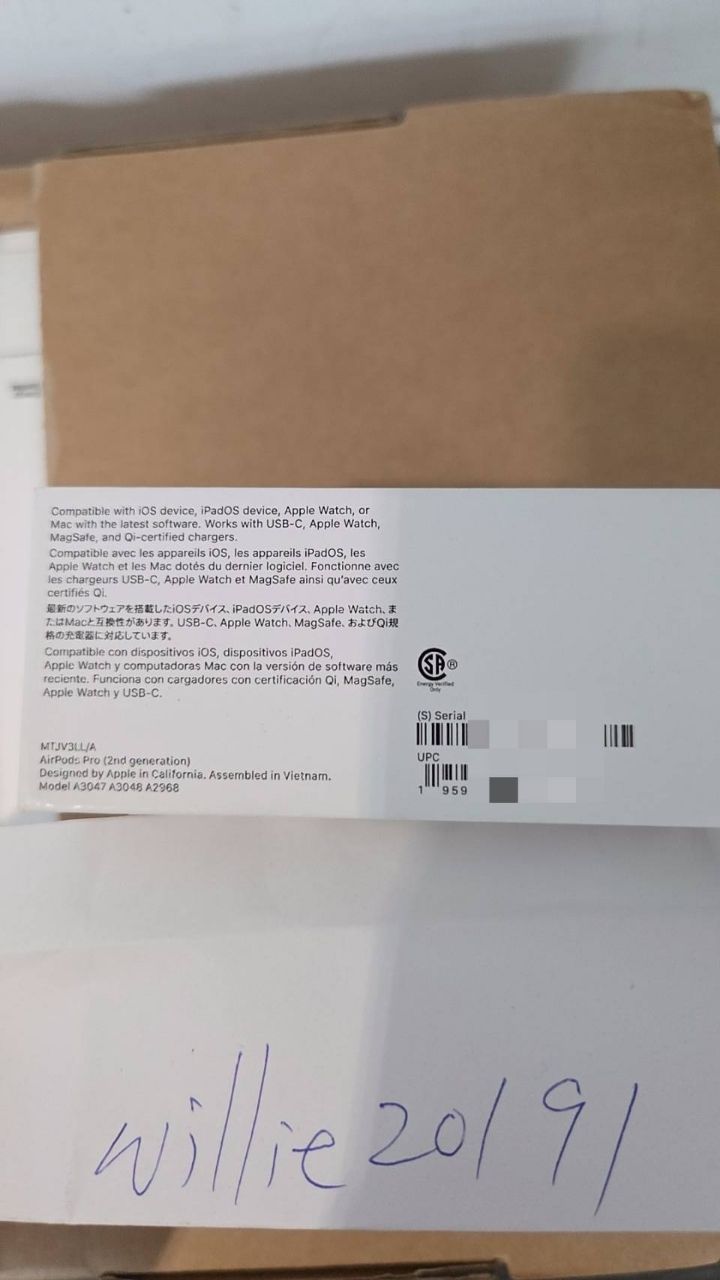 Compatible with iOS device, iPadOS device, Apple Watch, or
Mac with the latest software. Works with USB-C, Apple Watch,
MagSafe, and Qi-certified chargers.
Compatible avec les appareils iOS, les appareils iPadOS, les
Apple Watch et les Mac dotés du dernier logiciel. Fonctionne avec
les chargeurs USB-C, Apple Watch et MagSafe ainsi qu'avec ceux
certifiés Qi.
最新のソフトウェアを搭載したiOSデバイス、iPadOSデバイス、Apple Watch、ま
たはMacと互換性があります。USB-C、Apple Watch、MagSafe、およびQi規
格の充電器に対応しています。
Compatible con dispositivos iOS, dispositivos iPadOS,
Apple Watch y computadoras Mac con la versión de software más
reciente. Funciona con cargadores con certificación Qi, MagSafe,
Apple Watch y USB-C.
MTJV3LL/A
AirPods Pro (2nd generation)
Designed by Apple in California. Assembled in Vietnam.
Model A3047 A3048 A2968
SA®
Energy Verified
Only
(S) Serial
UPC
1 959
willie20191